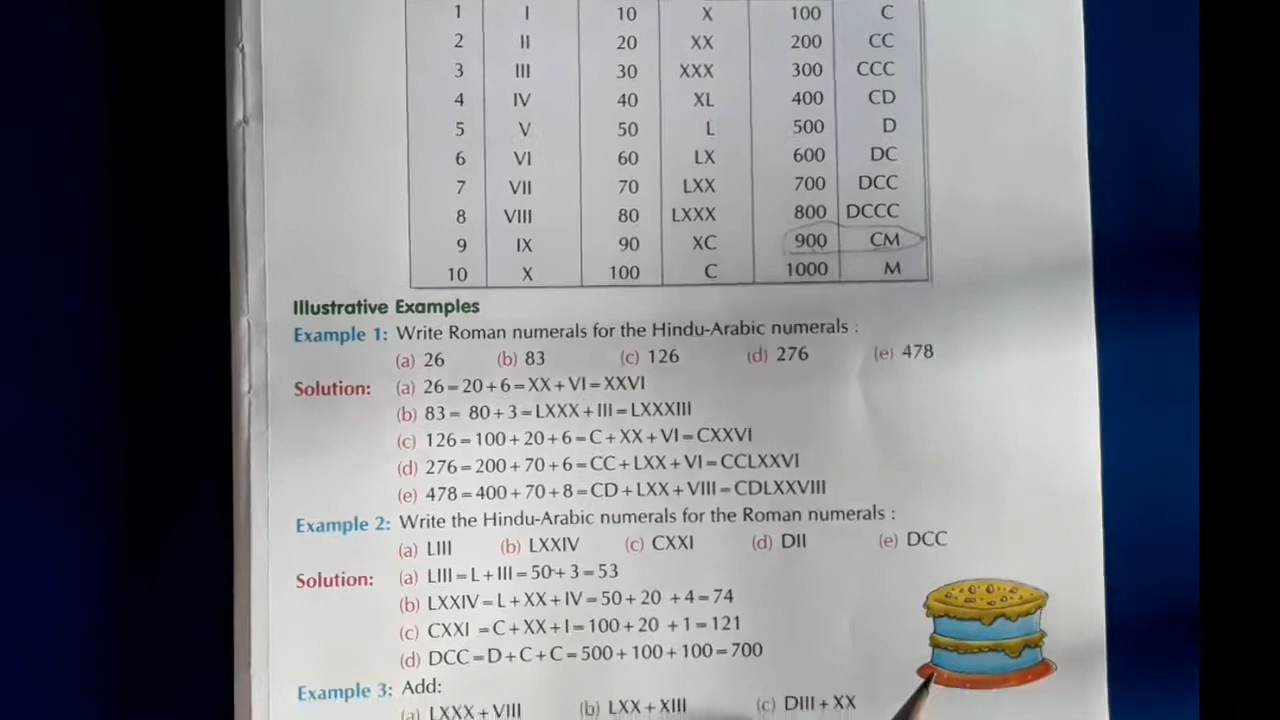 1 I 10 X 100 C
2 II 20 XX 200 CC
3 III 30 XXX 300 CCC
4 IV 40 XL 400 CD
5 V 50 L 500 D
6 VI 60 LX 600 DC
7 VII 70 LXX 700 DCC
8 VIII 80 LXXX 800 DCCC
9 IX 90 XC 900 CM
10 X 100 C 1000 M
Illustrative Examples
Example 1: Write Roman numerals for the Hindu-Arabic numerals :
(a) 26 (b) 83 (c) 126 (d) 276 (e) 478
Solution: (a) 26 = 20 + 6 = XX + VI = XXVI
(b) 83 = 80 + 3 = LXXX + III = LXXXIII
(c) 126 = 100 + 20 + 6 = C + XX + VI = CXXVI
(d) 276 = 200 + 70 + 6 = CC + LXX + VI = CCLXXVI
(e) 478 = 400 + 70 + 8 = CD + LXX + VIII = CDLXXVIII
Example 2: Write the Hindu-Arabic numerals for the Roman numerals :
(a) LIII (b) LXXIV (c) CXXI (d) DII (e) DCC
Solution: (a) LIII = L + III = 50 + 3 = 53
(b) LXXIV = L + XX + IV = 50 + 20 + 4 = 74
(c) CXXI = C + XX + I = 100 + 20 + 1 = 121
(d) DCC = D + C + C = 500 + 100 + 100 = 700
Example 3: Add:
(a) LXXX + VIII (b) LXX + XIII (c) DIII + XX